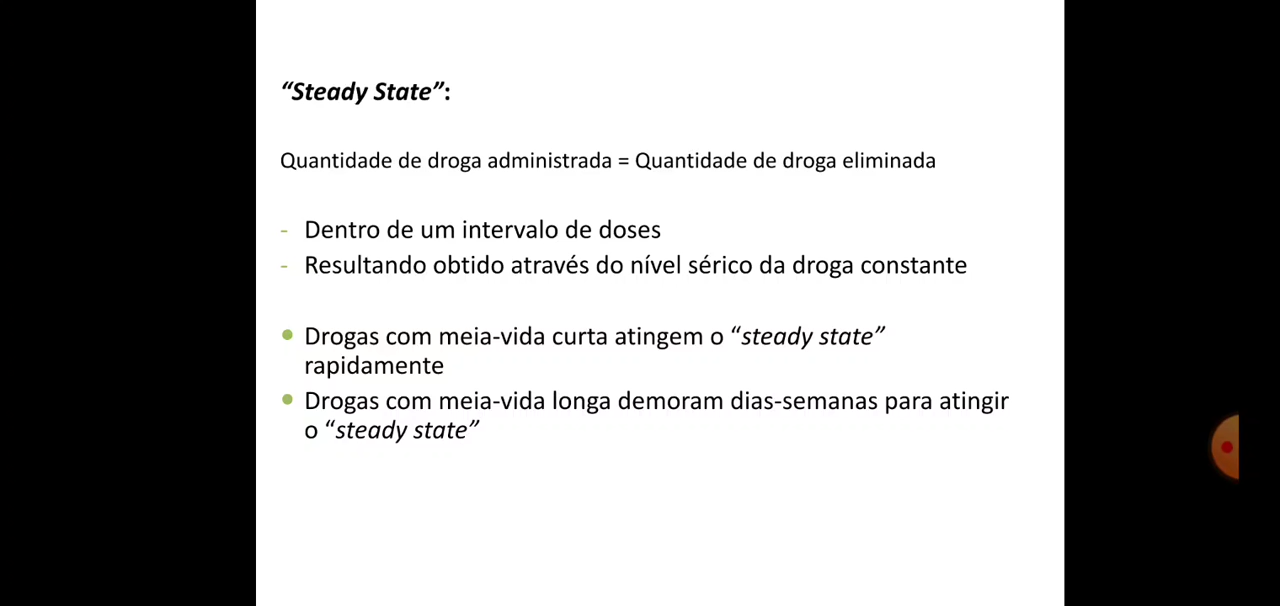 “Steady State”:
Quantidade de droga administrada = Quantidade de droga eliminada
- Dentro de um intervalo de doses
- Resultando obtido através do nível sérico da droga constante
• Drogas com meia-vida curta atingem o “steady state”
rapidamente
• Drogas com meia-vida longa demoram dias-semanas para atingir
o “steady state”